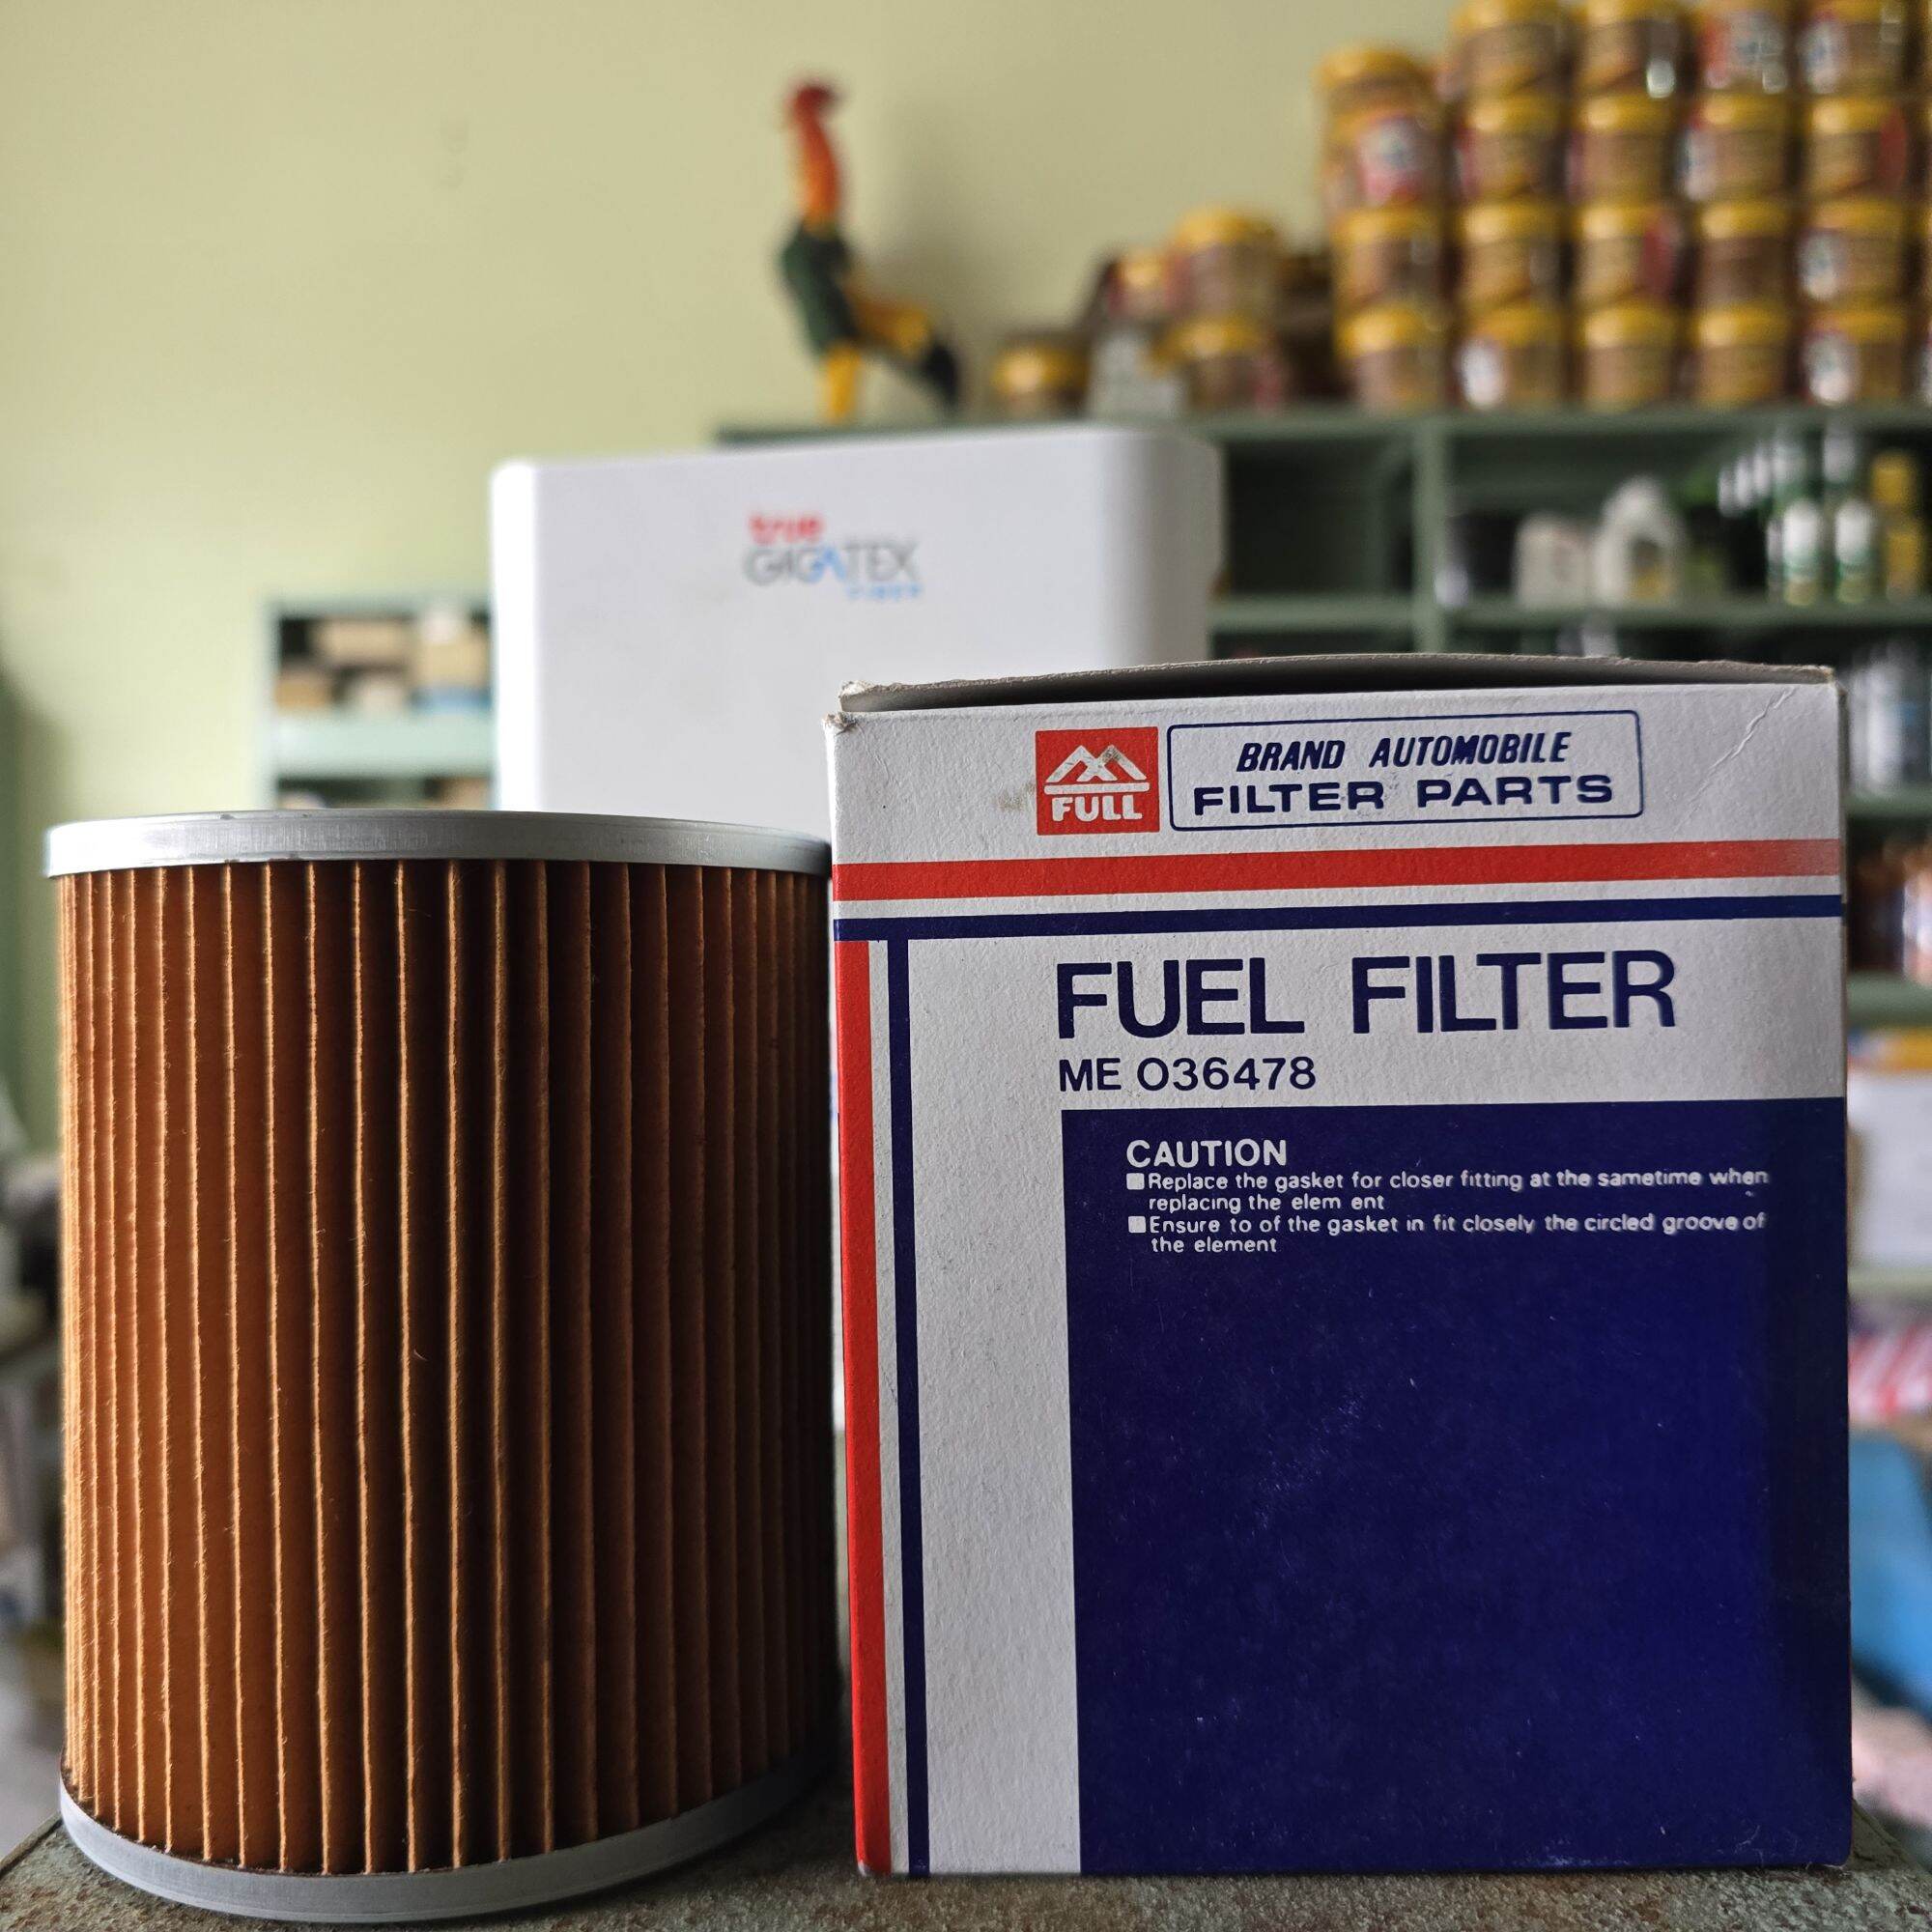 true
GIGATEX
FIBER
FULL
BRAND AUTOMOBILE
FILTER PARTS
FUEL FILTER
ME 036478
CAUTION
■Replace the gasket for closer fitting at the sametime when
replacing the elem ent
■Ensure to of the gasket in fit closely the circled groove of
the element